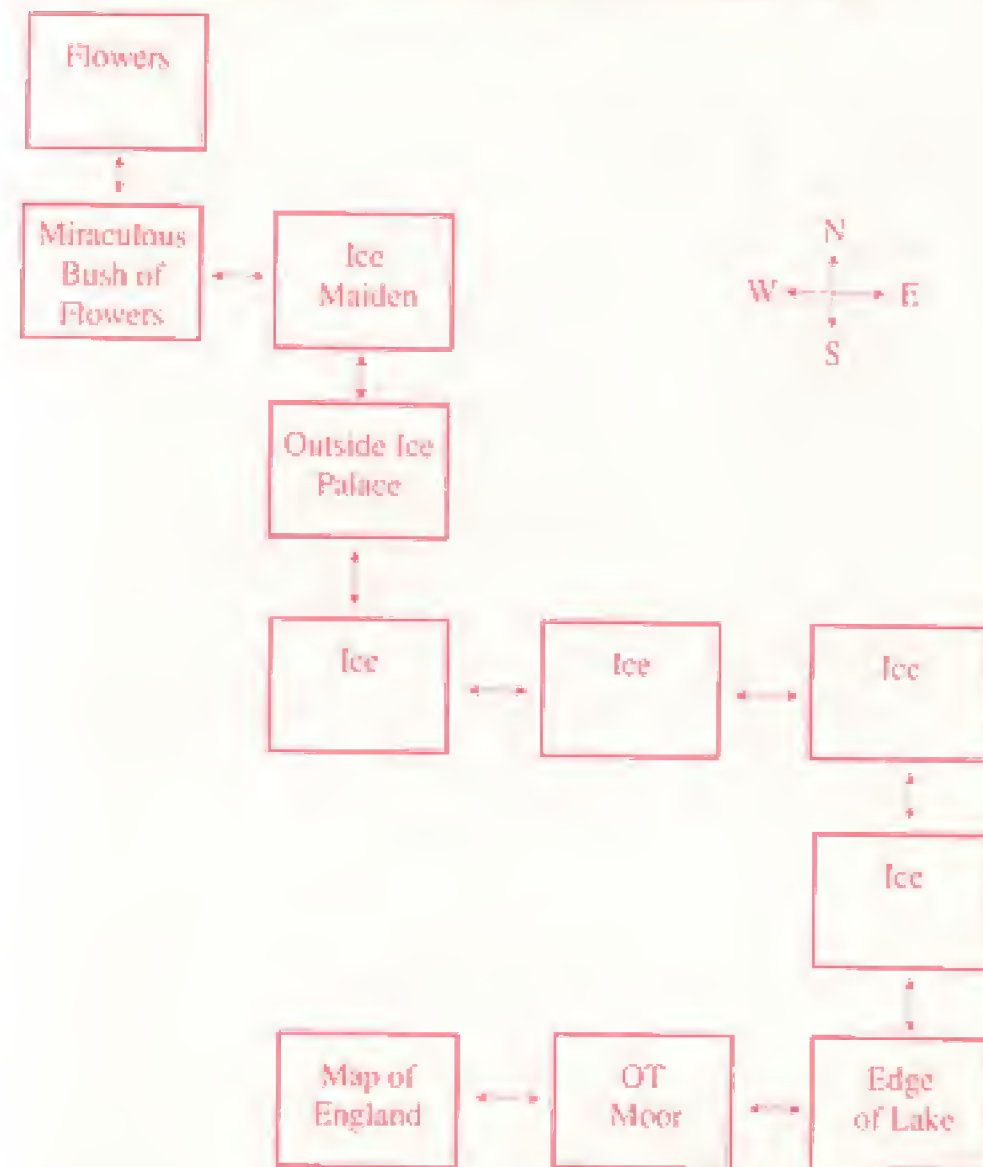 Flowers
Miraculous
Bush of
Flowers
Ice
Maiden
N
W
E
S
Outside Ice
Palace
Ice
Ice
Ice
Ice
Map of
England
OT
Moor
Edge
of Lake